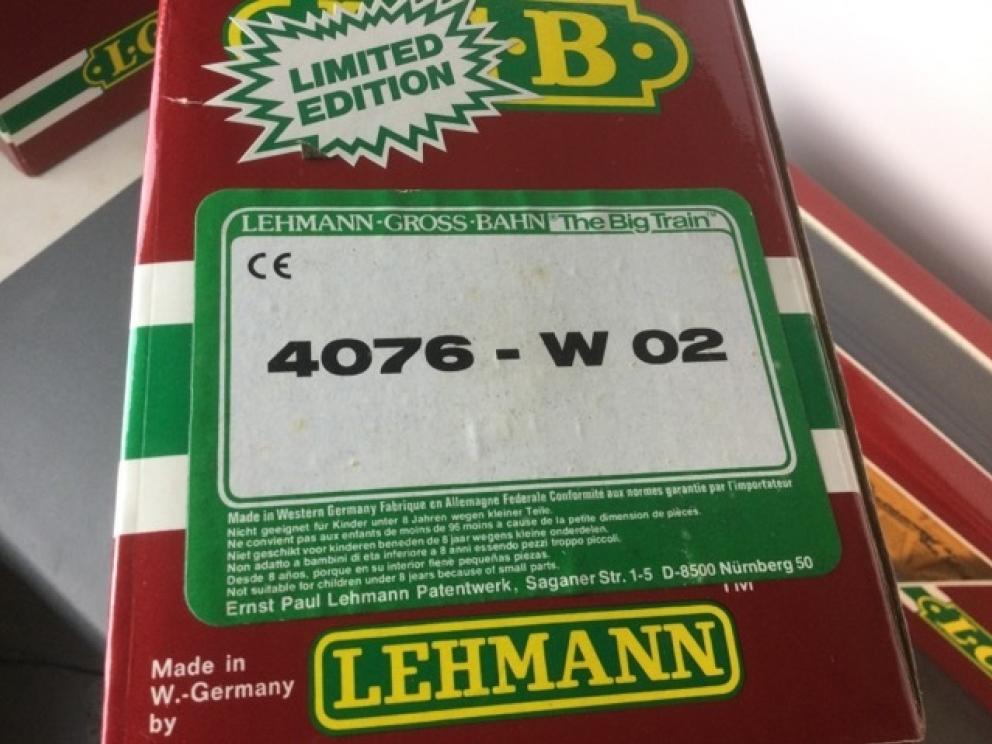 LIMITED
EDITION
B
L·G
LEHMANN·GROSS·BAHN® The Big Train™
CE
4076 - W 02
Made in Western Germany Fabrique en Allemagne Federale Conformité aux normes garantie par l'importateur
Nicht geeignet für Kinder unter 8 Jahren wegen kleiner Teile.
Ne convient pas aux enfants de moins de 96 mois a cause de la petite dimension de pièces.
Niet geschikt voor kinderen beneden de 8 jaar wegens kleine onderdelen.
Non adatto a bambini di eta inferiore a 8 anni essendo pezzi troppo piccoli.
Desde 8 años, porque en su interior fiene pequeñas piezas.
Not suitable for children under 8 jears because of small parts.
Ernst Paul Lehmann Patentwerk, Saganer Str. 1-5 D-8500 Nürnberg 50
Made in
W.-Germany
by
LEHMANN